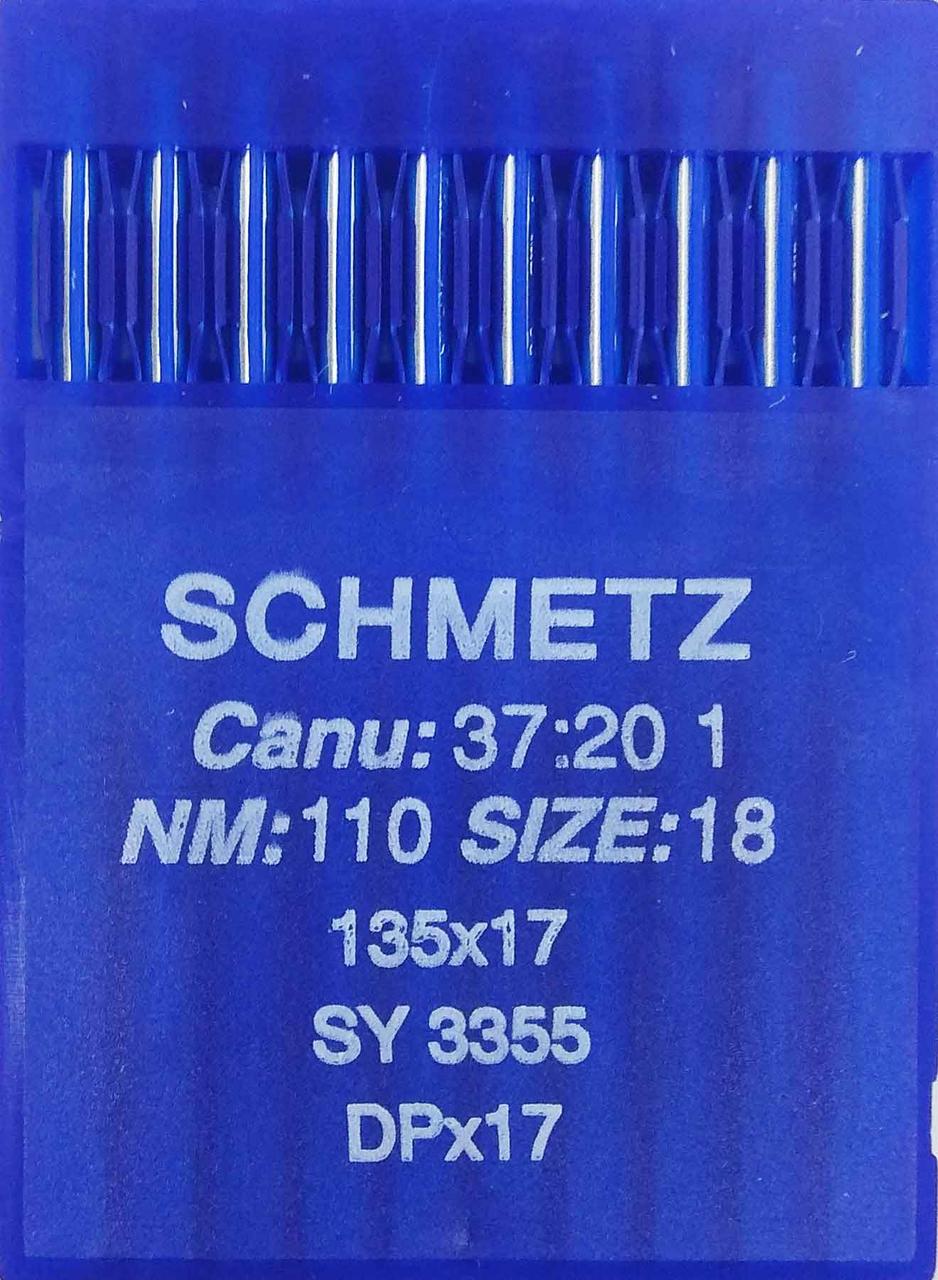 SCHMETZ
Canu: 37:20 1
NM:110 SIZE:18
135x17
SY 3355
DPx17